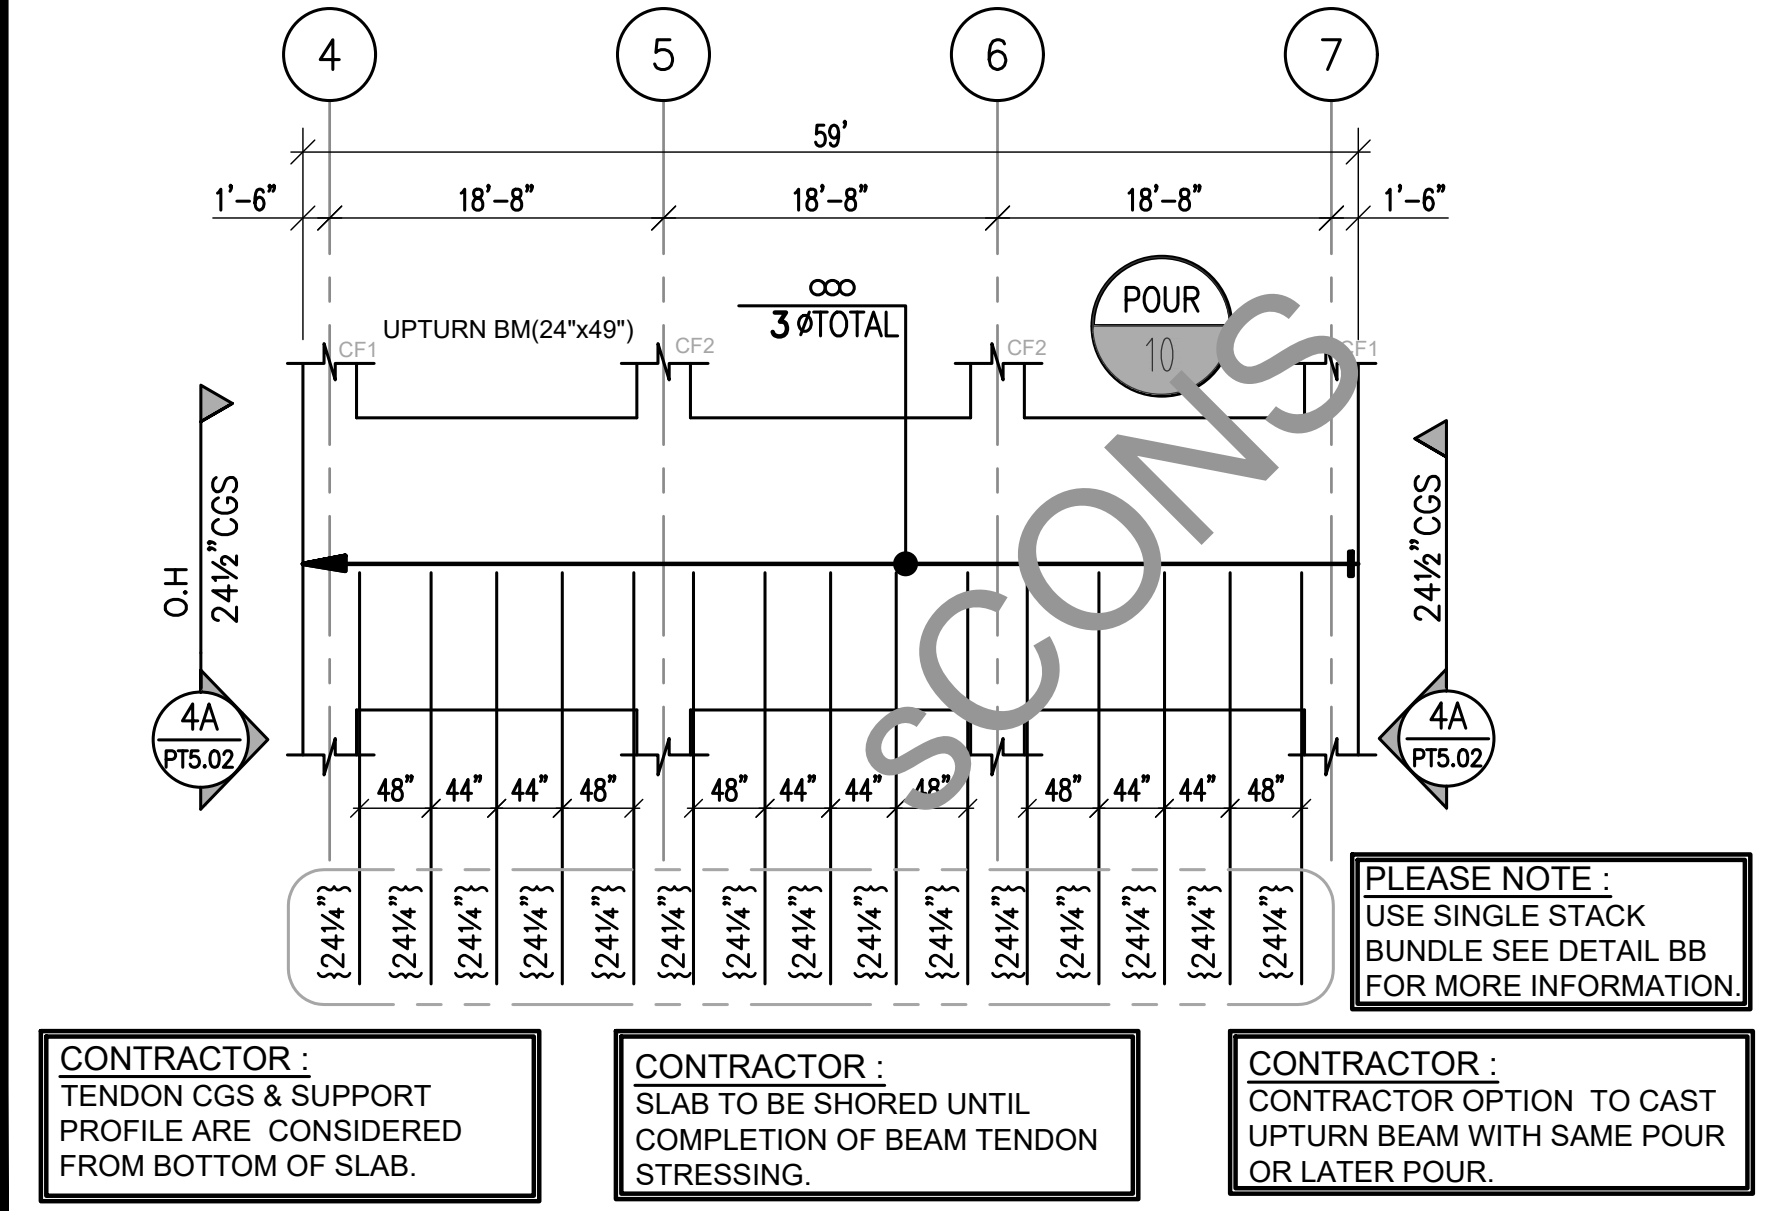 4 5 6 7
59'
1'-6" 18'-8" 18'-8" 18'-8" 1'-6"
∞o
3 ØTOTAL
POUR
10
UPTURN BM(24"x49")
CF1 CF2 CF2 CF1
O.H
24½" CGS
24½" CGS
4A
PT5.02
4A
PT5.02
sCONS
48" 44" 44" 48" 48" 44" 44" 48" 48" 44" 44" 48"
24¼" 24¼" 24¼" 24¼" 24¼" 24¼" 24¼" 24¼" 24¼" 24¼" 24¼" 24¼" 24¼" 24¼"
PLEASE NOTE :
USE SINGLE STACK
BUNDLE SEE DETAIL BB
FOR MORE INFORMATION.
CONTRACTOR :
TENDON CGS & SUPPORT
PROFILE ARE CONSIDERED
FROM BOTTOM OF SLAB.
CONTRACTOR :
SLAB TO BE SHORED UNTIL
COMPLETION OF BEAM TENDON
STRESSING.
CONTRACTOR :
CONTRACTOR OPTION TO CAST
UPTURN BEAM WITH SAME POUR
OR LATER POUR.